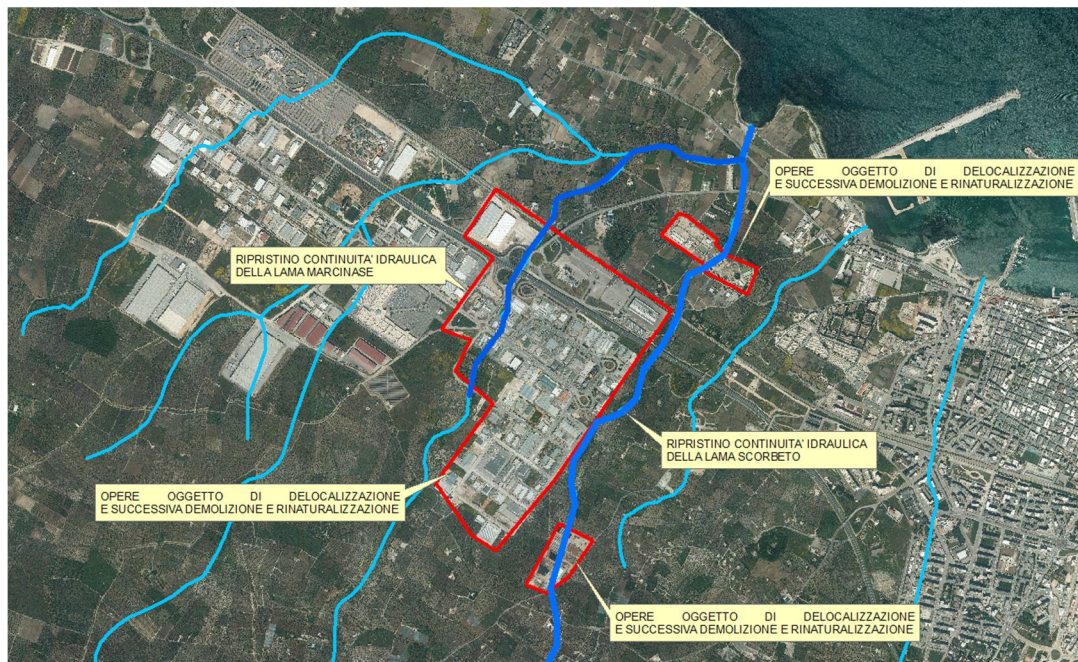 OPERE OGGETTO DI DELOCALIZZAZIONE
E SUCCESSIVA DEMOLIZIONE E RINATURALIZZAZIONE
RIPRISTINO CONTINUITA' IDRAULICA
DELLA LAMA MARCINASE
RIPRISTINO CONTINUITA' IDRAULICA
DELLA LAMA SCORBETO
OPERE OGGETTO DI DELOCALIZZAZIONE
E SUCCESSIVA DEMOLIZIONE E RINATURALIZZAZIONE
OPERE OGGETTO DI DELOCALIZZAZIONE
E SUCCESSIVA DEMOLIZIONE E RINATURALIZZAZIONE